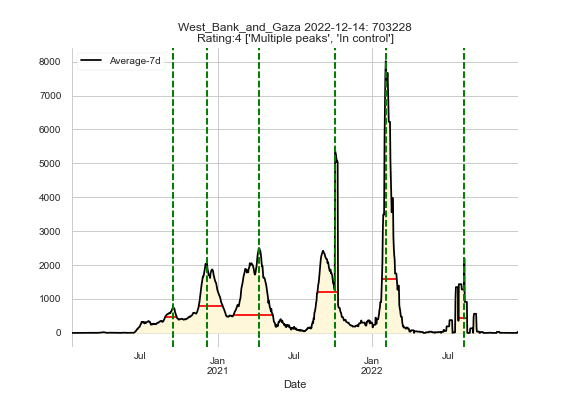 West_Bank_and_Gaza 2022-12-14: 703228
Rating:4 ['Multiple peaks', 'In control']
Average-7d
8000
7000
6000
5000
4000
3000
2000
1000
0
Jul
Jan
2021
Jul
Jan
2022
Jul
Date